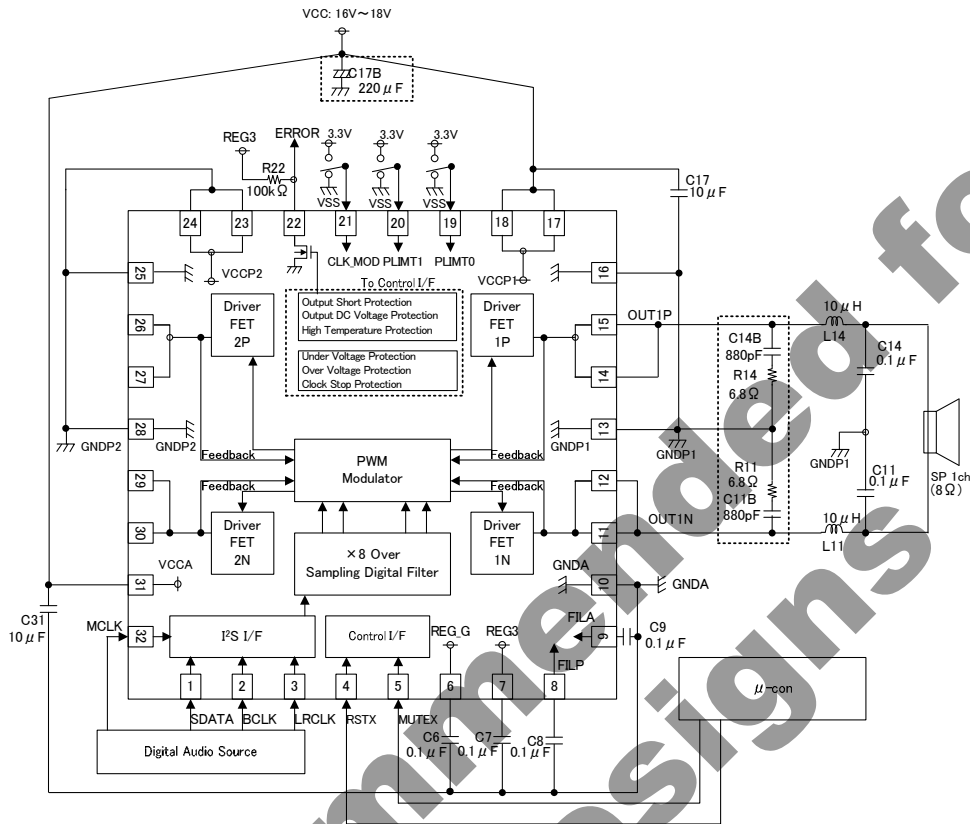 VCC: 16V～18V
C17B
220μF
REG3
ERROR
R22
100kΩ
3.3V
3.3V
3.3V
VSS
VSS
VSS
C17
10μF
24
23
22
21
20
19
18
17
CLK_MOD
PLIMT1
PLIMT0
VCCP2
VCCP1
To Control I/F
25
16
Output Short Protection
Output DC Voltage Protection
High Temperature Protection
Under Voltage Protection
Over Voltage Protection
Clock Stop Protection
Driver
FET
2P
Driver
FET
1P
26
27
15
14
OUT1P
10μH
L14
C14B
880pF
R14
6.8Ω
C14
0.1μF
28
GNDP2
GNDP2
GNDP1
13
GNDP1
GNDP1
Feedback
Feedback
Feedback
Feedback
PWM
Modulator
29
30
12
11
OUT1N
R11
6.8Ω
C11B
880pF
C11
0.1μF
10μH
L11
SP 1ch
(8Ω)
Driver
FET
2N
Driver
FET
1N
×8 Over
Sampling Digital Filter
31
VCCA
GNDA
10
GNDA
C31
10μF
MCLK
32
I²S I/F
Control I/F
REG_G
REG3
FILA
9
C9
0.1μF
FILP
1
2
3
4
5
6
7
8
SDATA
BCLK
LRCLK
RSTX
MUTEX
C6
0.1μF
C7
0.1μF
C8
0.1μF
Digital Audio Source
μ-con
mmended fo
esigns